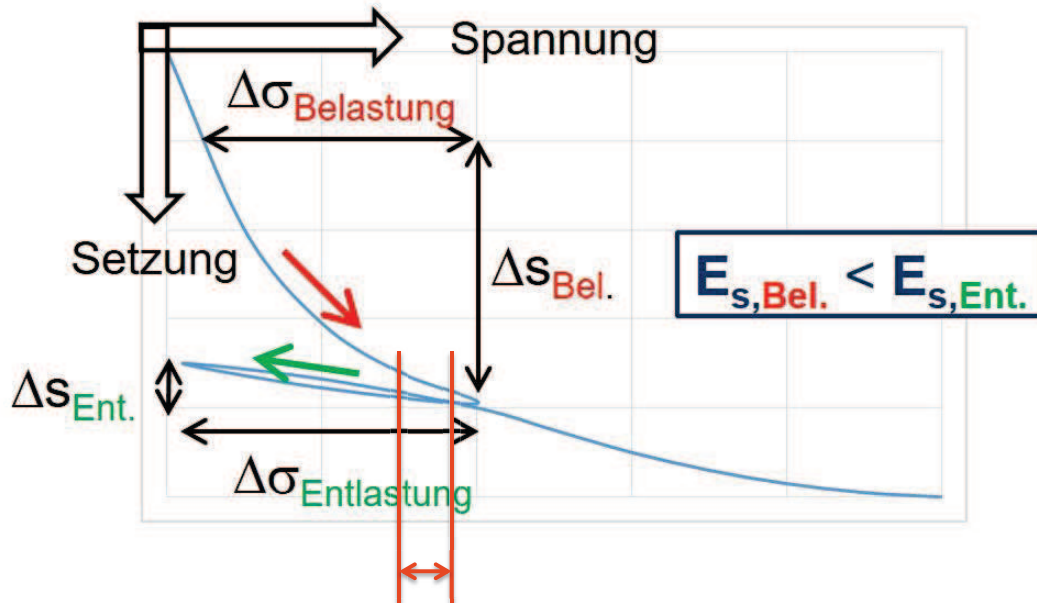 Spannung
Δσ Belastung
Setzung
Δs Bel.
E s,Bel. < E s,Ent.
Δs Ent.
Δσ Entlastung